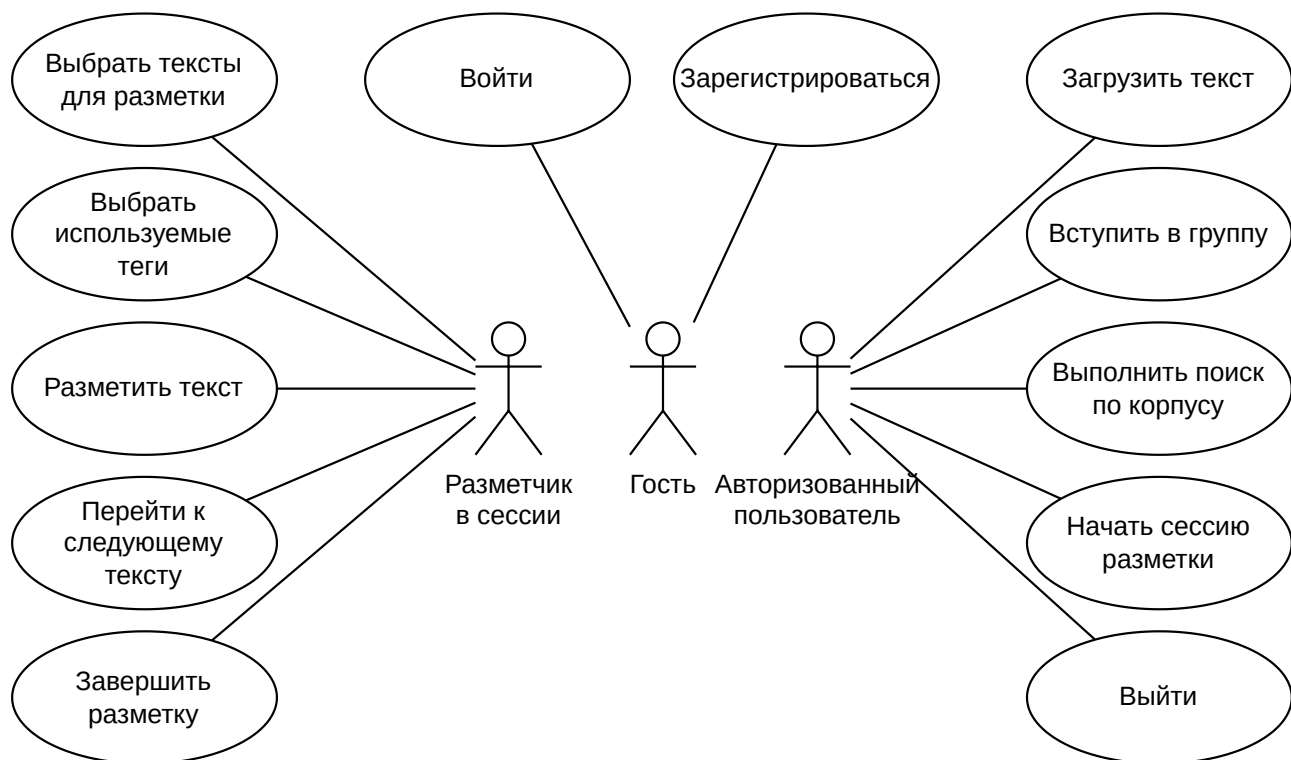 Выбрать тексты
для разметки
Войти
Зарегистрироваться
Загрузить текст
Выбрать
используемые
теги
Вступить в группу
Разметить текст
Выполнить поиск
по корпусу
Разметчик
в сессии
Гость
Авторизованный
пользователь
Перейти к
следующему
тексту
Начать сессию
разметки
Завершить
разметку
Выйти